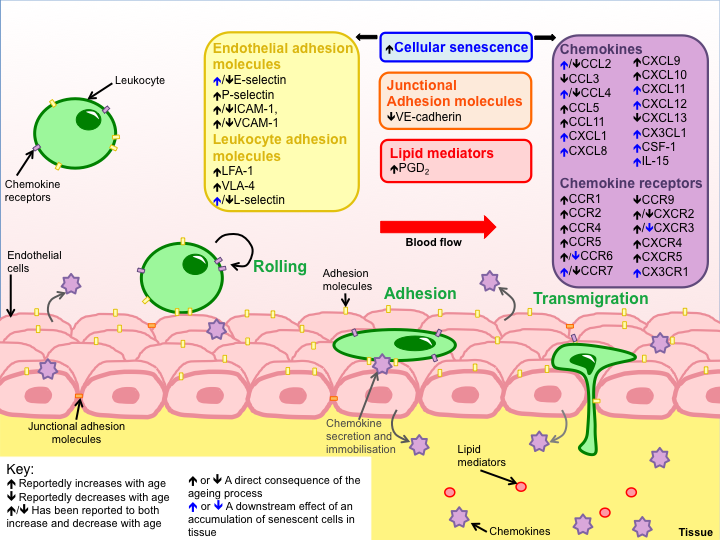 Endothelial adhesion
molecules
↑/↓E-selectin
↑P-selectin
↑/↓ICAM-1,
↑/↓VCAM-1
Leukocyte adhesion
molecules
↑LFA-1
↑VLA-4
↑/↓L-selectin
↑Cellular senescence
Junctional
Adhesion molecules
↓VE-cadherin
Lipid mediators
↑PGD₂
Blood flow
Chemokines
↑/↓CCL2
↓CCL3
↑/↓CCL4
↑CCL5
↑CCL11
↑CXCL1
↑CXCL8
↑CXCL9
↑CXCL10
↑CXCL11
↑CXCL12
↓CXCL13
↑CX3CL1
↑CSF-1
↑IL-15
Chemokine receptors
↑CCR1
↑CCR2
↑CCR4
↑CCR5
↑/↓CCR6
↑/↓CCR7
↓CCR9
↑/↓CXCR2
↑/↓CXCR3
↑CXCR4
↑CXCR5
↑CX3CR1
Leukocyte
Chemokine
receptors
Endothelial
cells
Rolling
Adhesion
molecules
Adhesion
Transmigration
Junctional adhesion
molecules
Chemokine
secretion and
immobilisation
Lipid
mediators
Chemokines
Tissue
Key:
↑ Reportedly increases with age
↓ Reportedly decreases with age
↑/↓ Has been reported to both
increase and decrease with age
↑ or ↓ A direct consequence of the
ageing process
↑ or ↓ A downstream effect of an
accumulation of senescent cells in
tissue